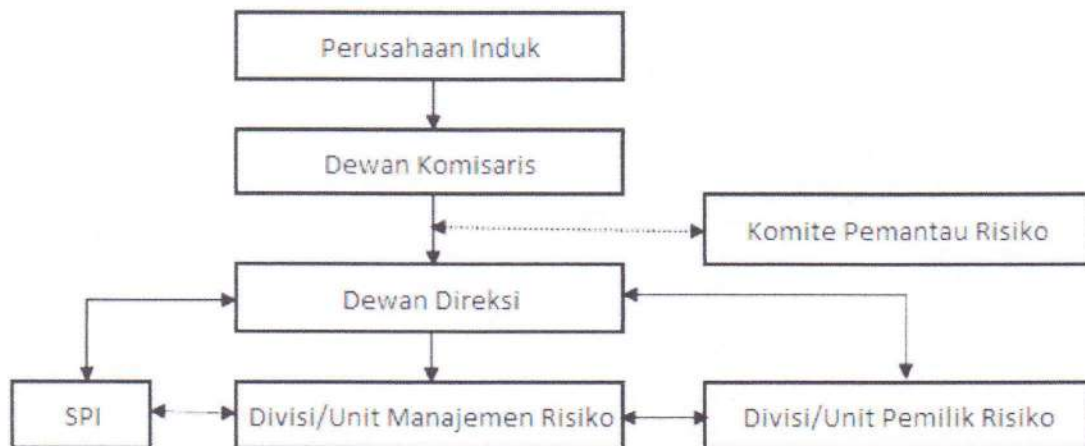 Perusahaan Induk
Dewan Komisaris
Komite Pemantau Risiko
Dewan Direksi
SPI
Divisi/Unit Manajemen Risiko
Divisi/Unit Pemilik Risiko